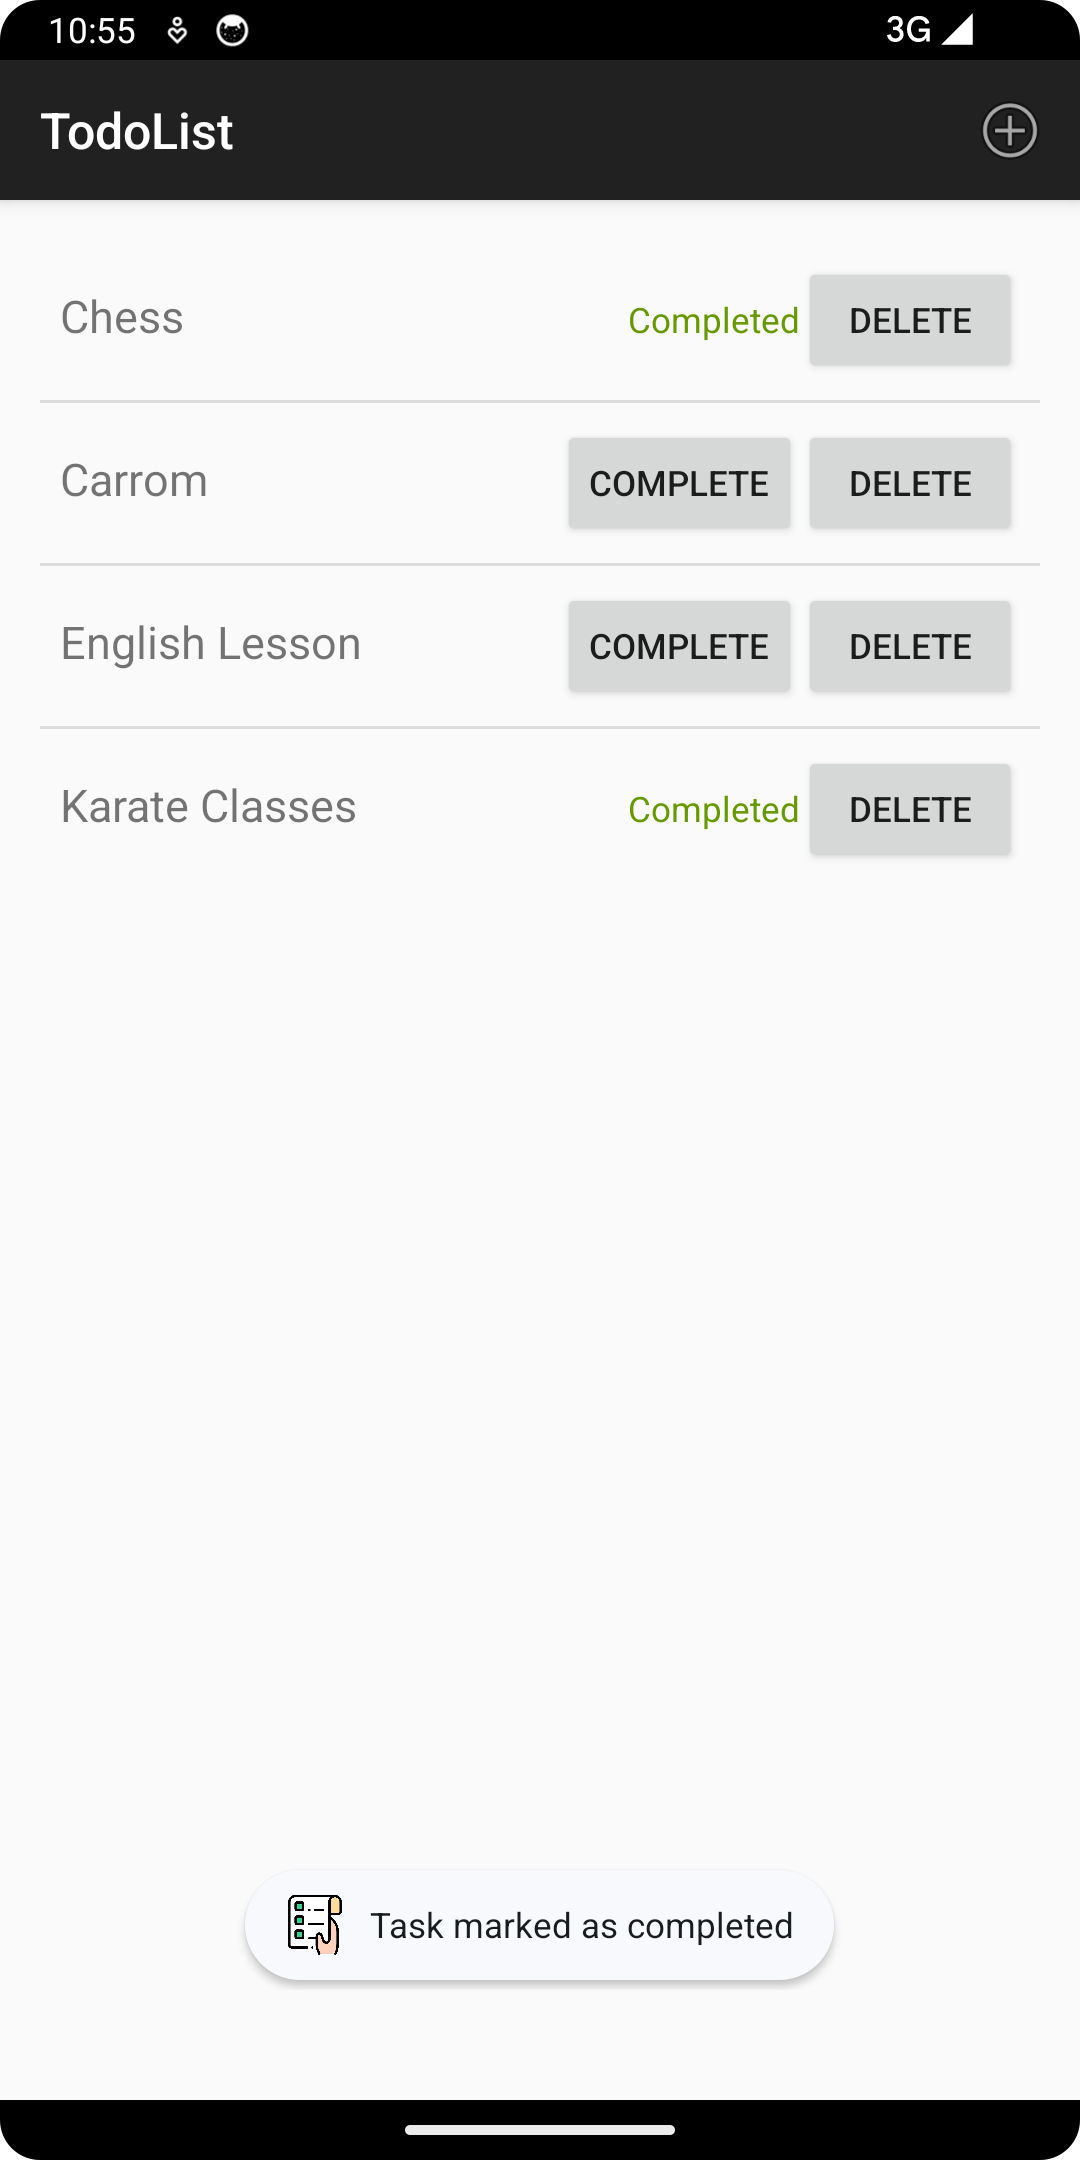 10:55 3G
TodoList
Chess Completed DELETE
Carrom COMPLETE DELETE
English Lesson COMPLETE DELETE
Karate Classes Completed DELETE
Task marked as completed